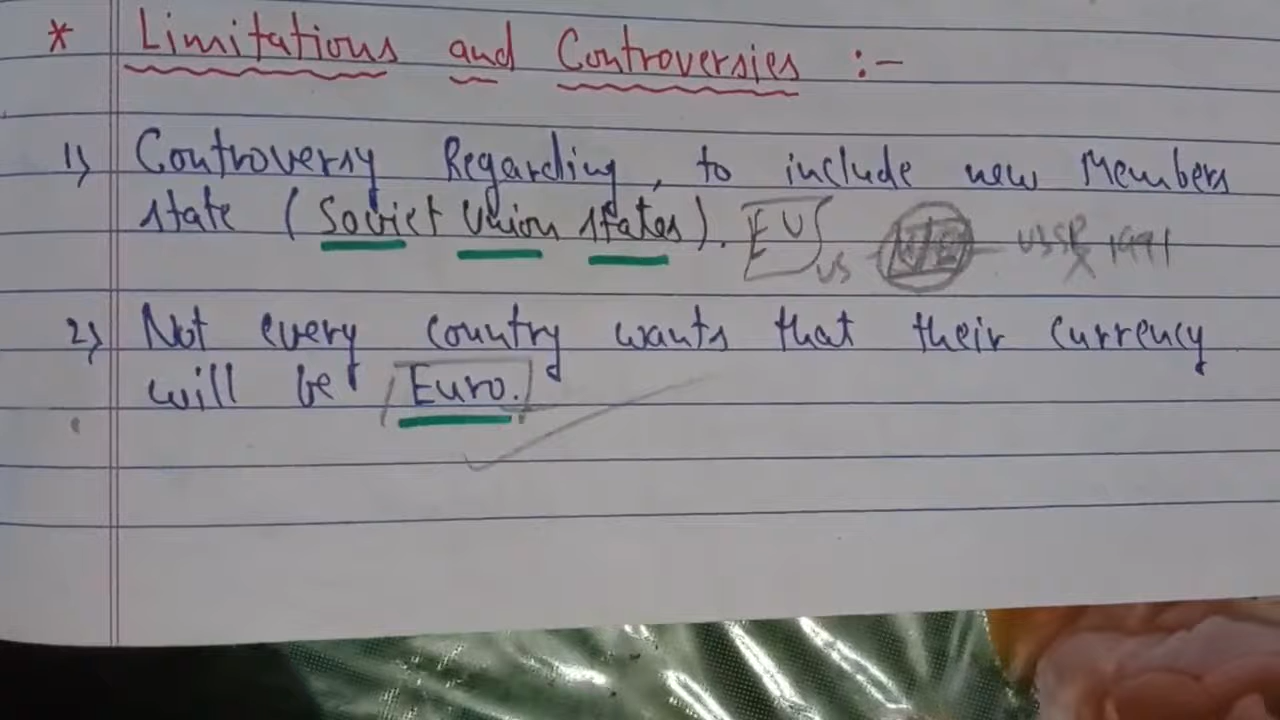 * Limitations and Controversies :-
1) Controversy Regarding, to include new Members
state (Soviet Union states). EU US USSR 1991
2) Not every country wants that their currency
will be Euro.